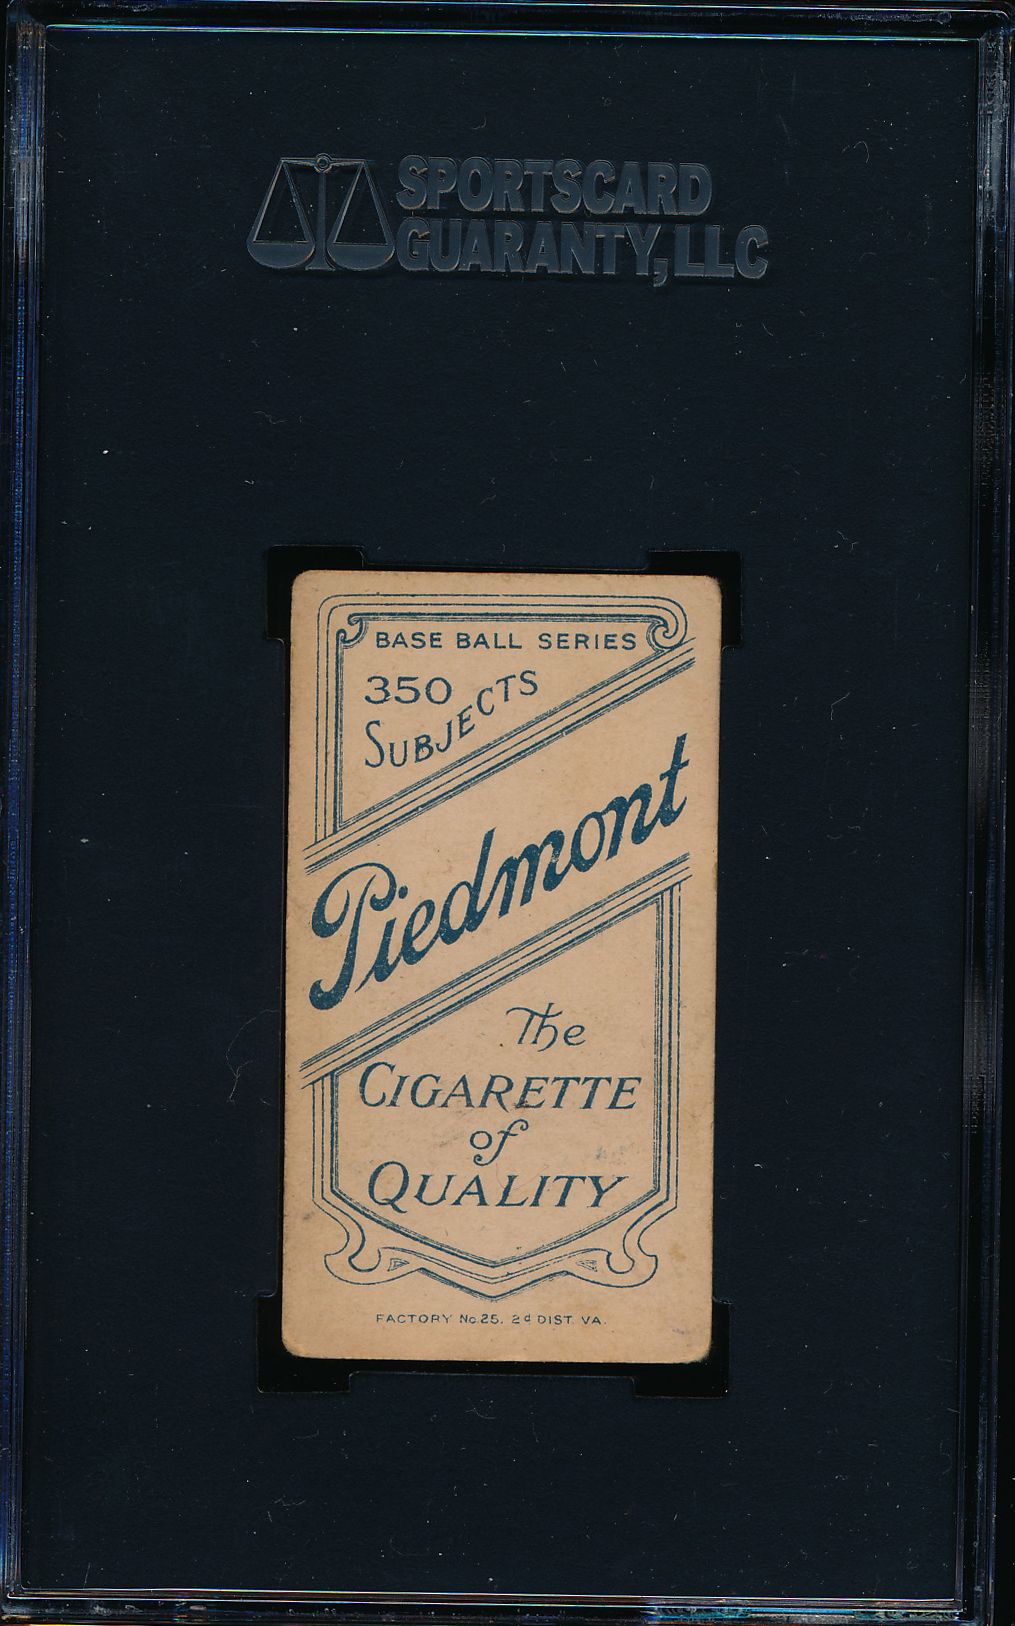 SPORTSCARD
GUARANTY, LLC
BASE BALL SERIES
350
SUBJECTS
Piedmont
The
CIGARETTE
of
QUALITY
FACTORY No. 25. 2d DIST. VA.